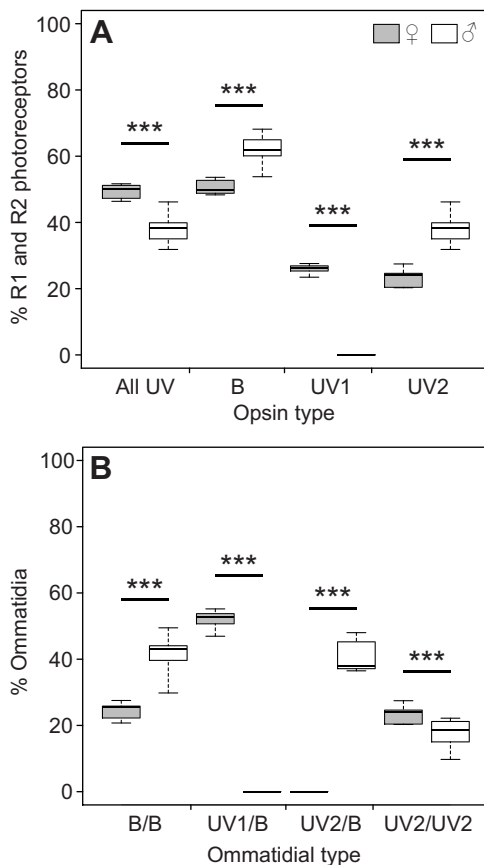 A
♀ ♂
% R1 and R2 photoreceptors
100
80
60
40
20
0
***
***
***
***
All UV B UV1 UV2
Opsin type
B
% Ommatidia
100
80
60
40
20
0
***
***
***
***
B/B UV1/B UV2/B UV2/UV2
Ommatidial type